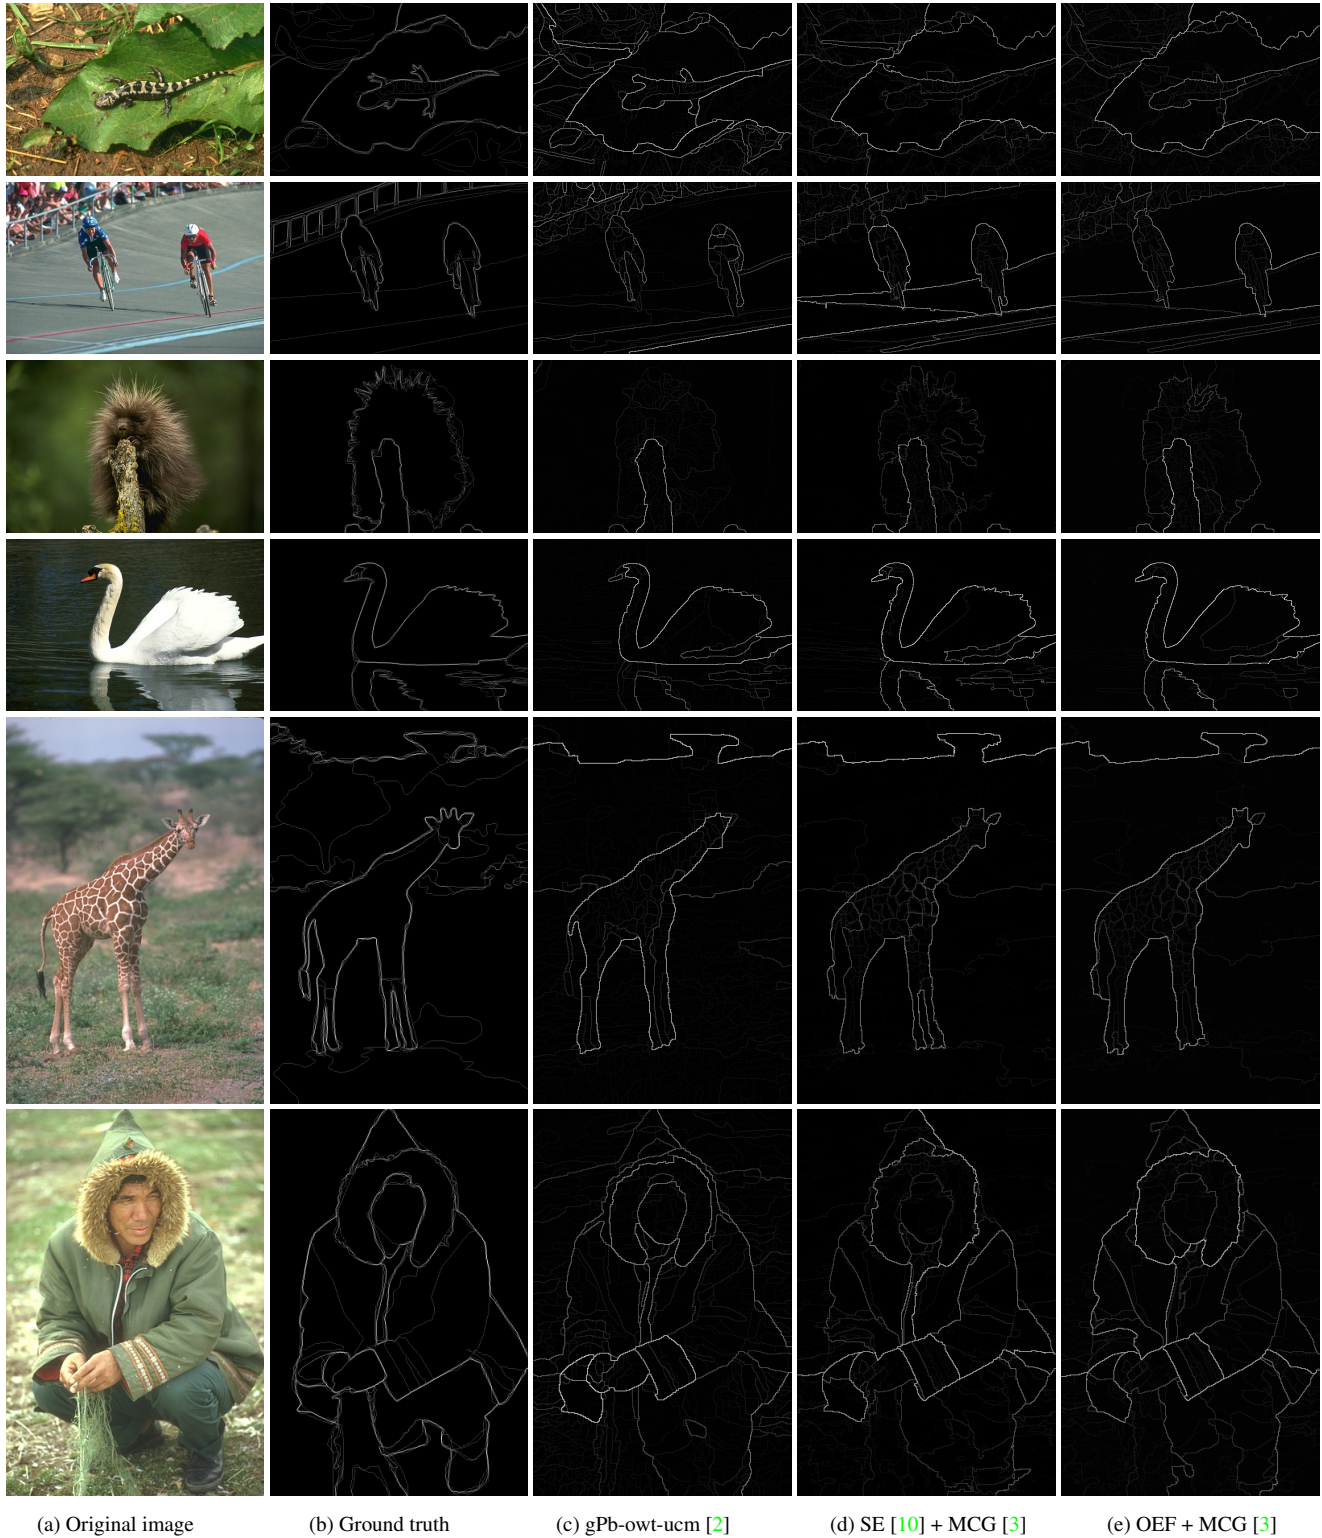 (a) Original image (b) Ground truth (c) gPb-owt-ucm [2] (d) SE [10] + MCG [3] (e) OEF + MCG [3]